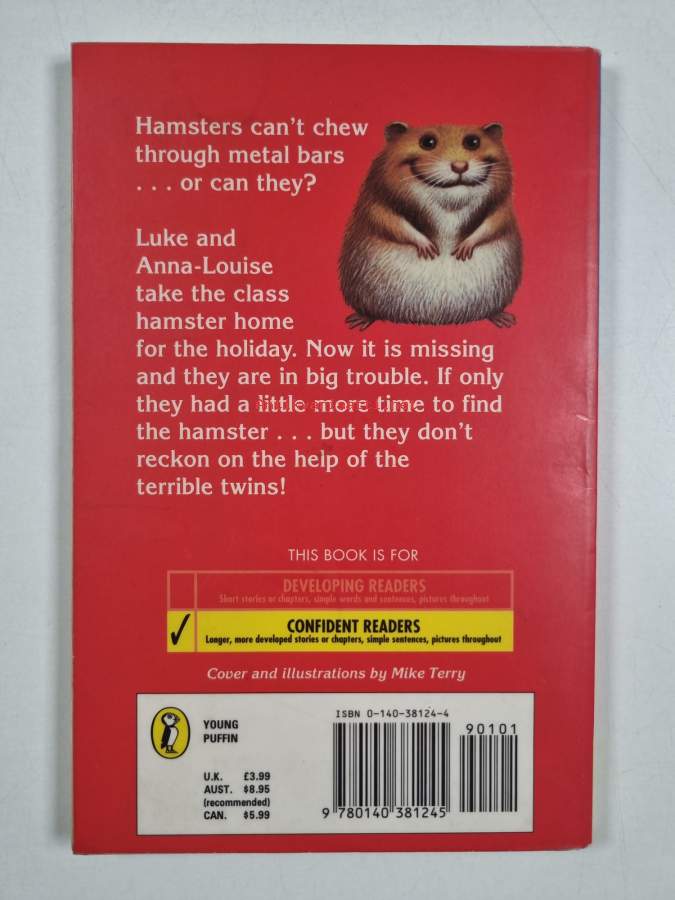 Hamsters can't chew
through metal bars
. . . or can they?
Luke and
Anna-Louise
take the class
hamster home
for the holiday. Now it is missing
and they are in big trouble. If only
they had a little more time to find
the hamster . . . but they don't
reckon on the help of the
terrible twins!
THIS BOOK IS FOR
DEVELOPING READERS
Short stories or chapters, simple words and sentences, pictures throughout
CONFIDENT READERS
Longer, more developed stories or chapters, simple sentences, pictures throughout
Cover and illustrations by Mike Terry
YOUNG
PUFFIN
U.K. £3.99
AUST. $8.95
(recommended)
CAN. $5.99
ISBN 0-140-38124-4
90101
9 780140 381245